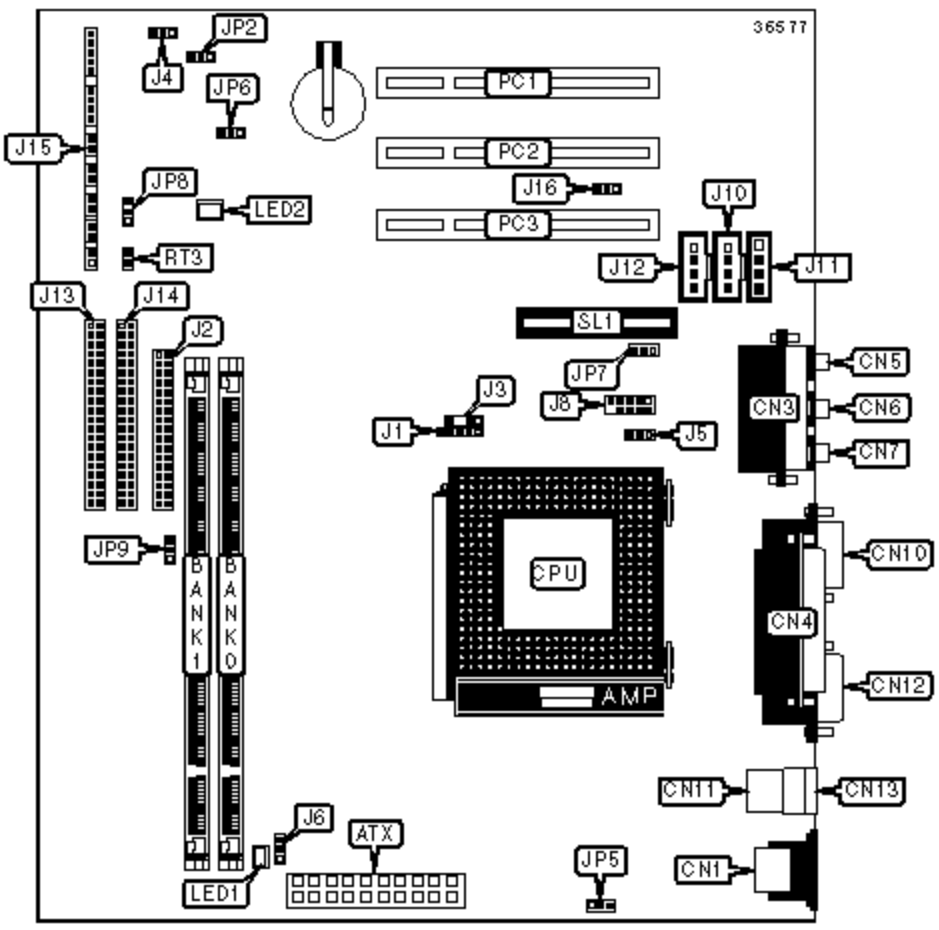 36577
JP2
J4
PC1
JP6
J15
PC2
JP8
J16
J10
LED2
PC3
RT3
J12
J11
J13
J14
SL1
J2
JP7
CN5
J3
J8
CN3
CN6
J1
J5
CN7
JP9
CN10
BANK1
BANK0
CPU
CN4
CN12
AMP
CN11
CN13
J6
ATX
JP5
CN1
LED1